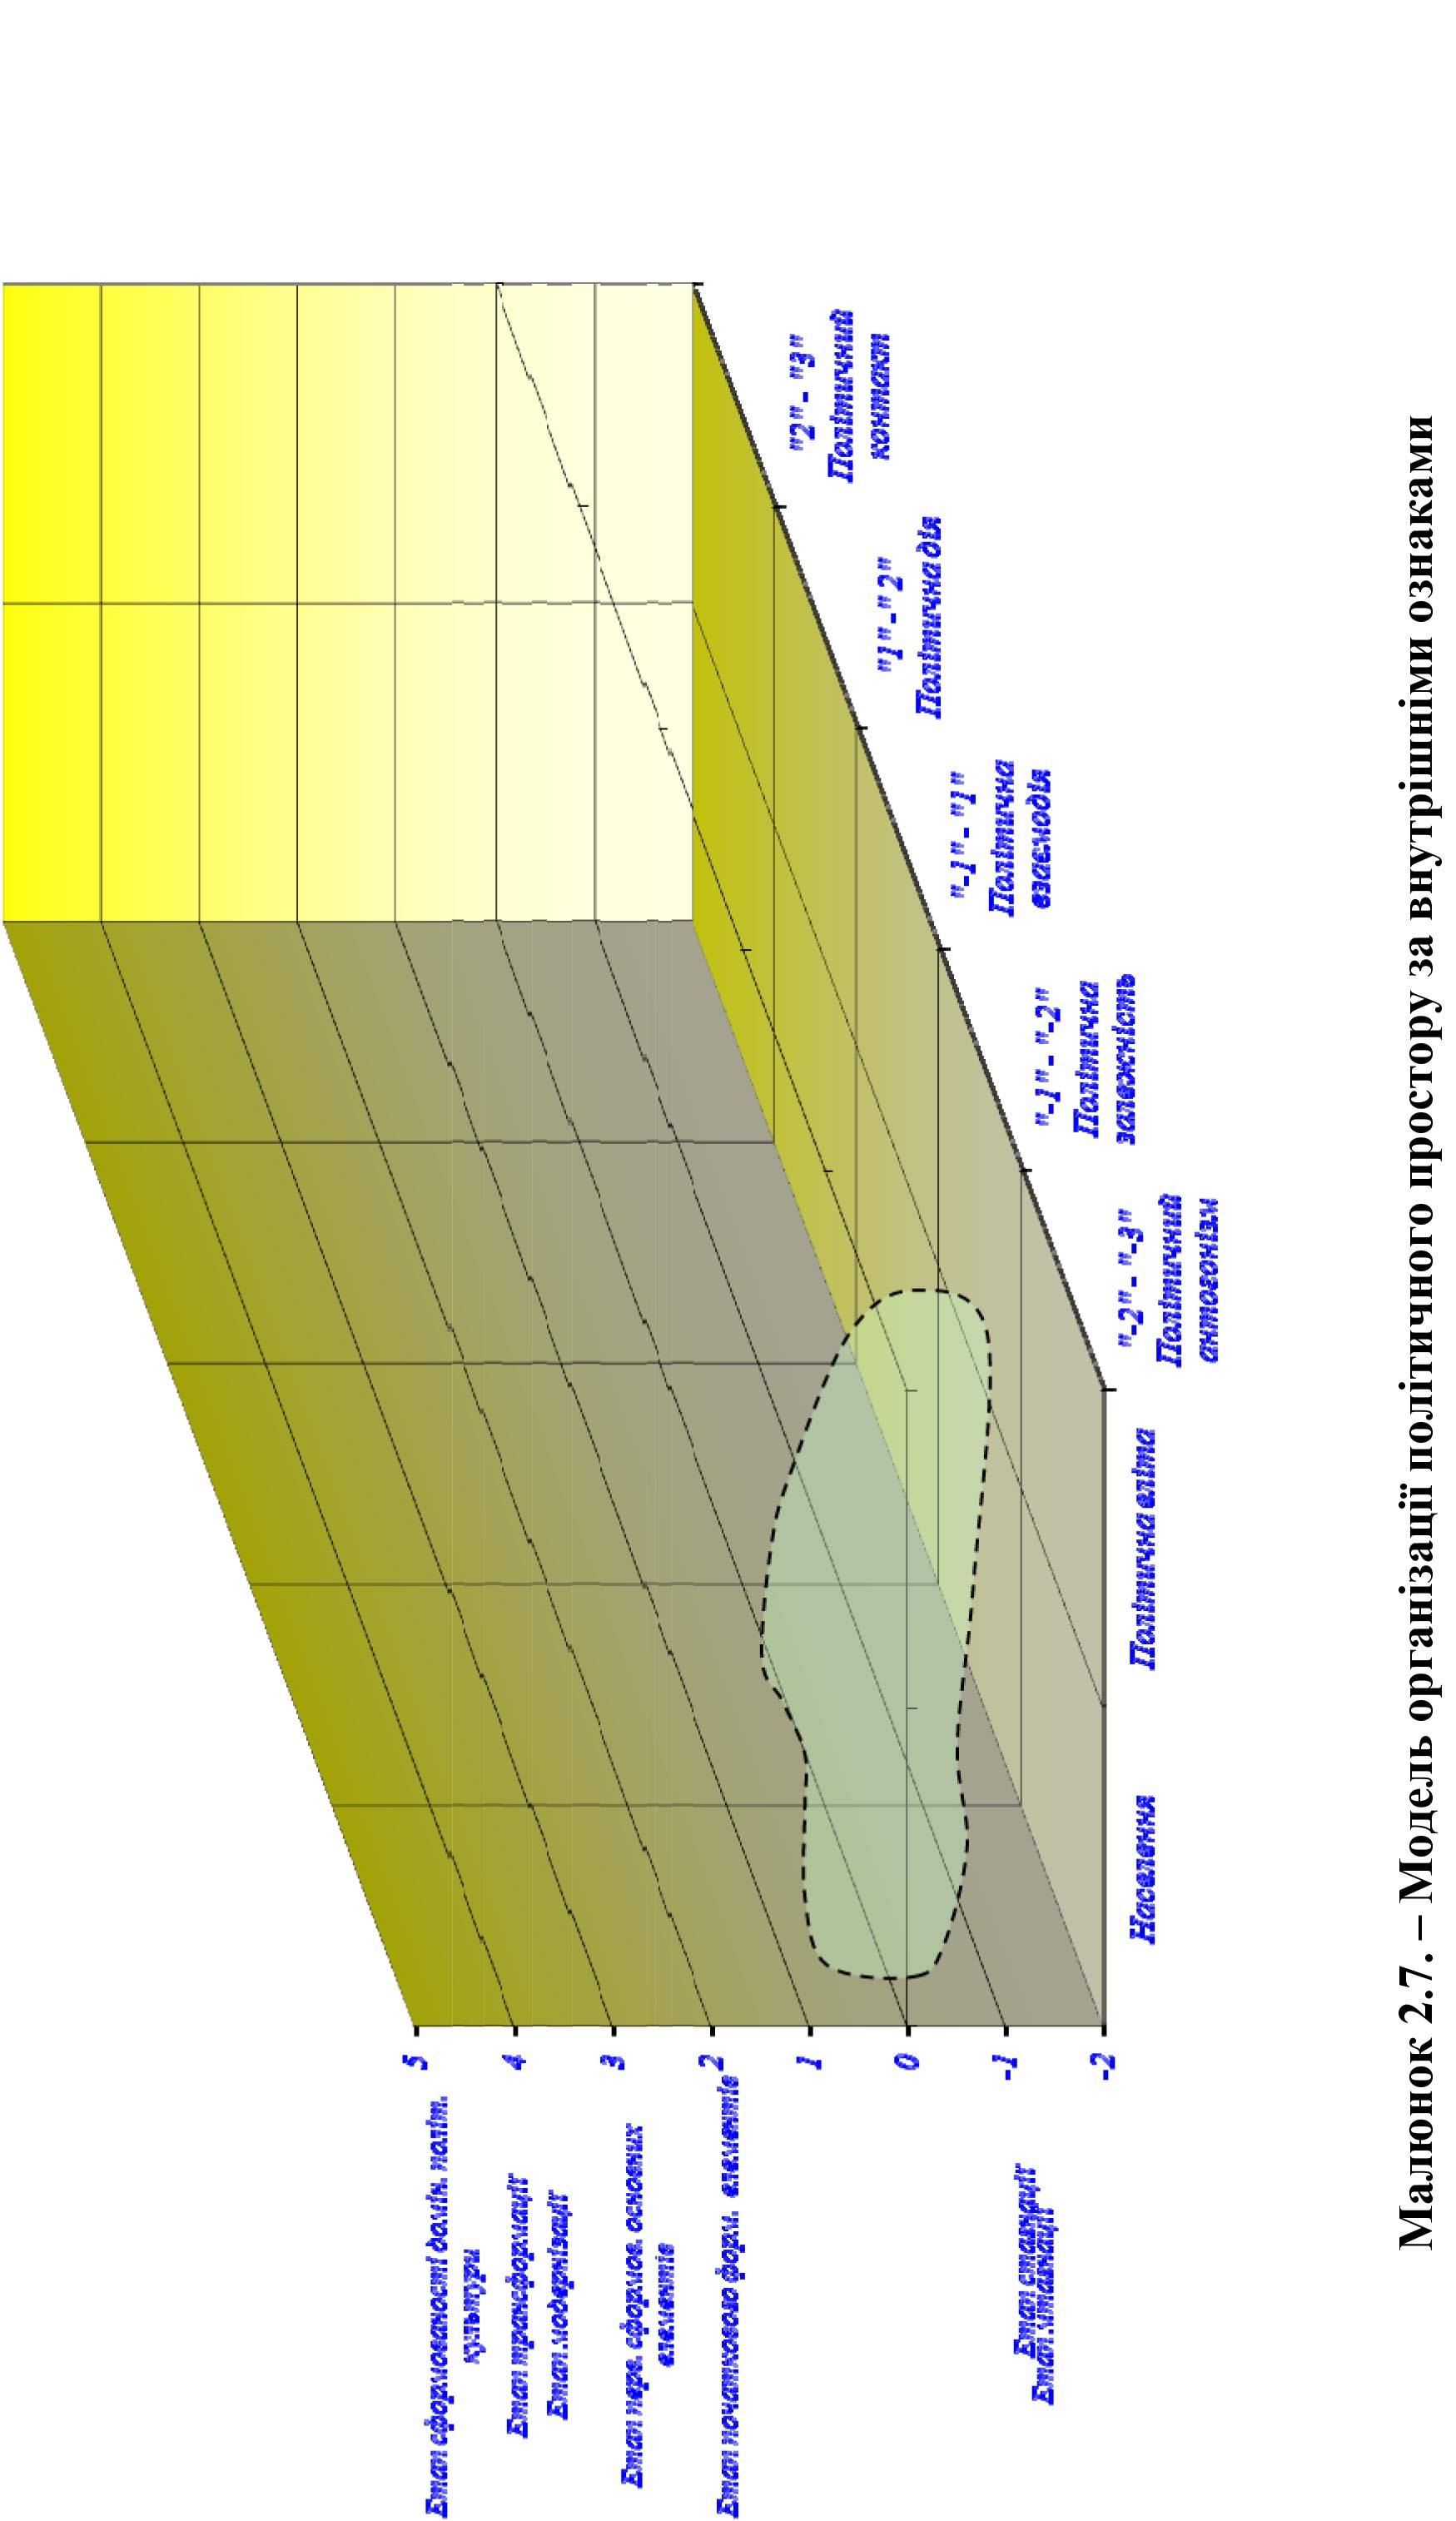 Етап сформованості домін. політ.
культури
Етап трансформації
Етап модернізації
Етап перв. сформов. основних
елементів
Етап початкового форм. елементів
Етап стагнації
5
4
3
2
1
0
-1
-2
Населення
Політична еліта
"-2" - "-3"
Політичний
антогонізм
"-1" - "-2"
Політична
залежність
"-1" - "1"
Політична
взаємодія
"1" - "2"
Політична дія
"2" - "3"
Політичний
контакт
Малюнок 2.7. – Модель організації політичного простору за внутрішніми ознаками